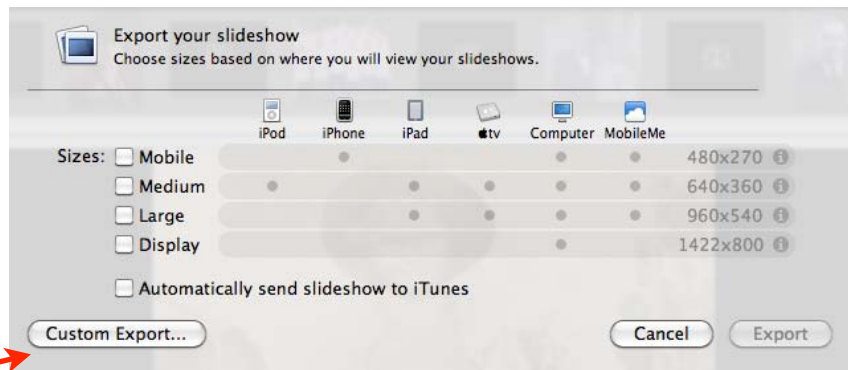 Export your slideshow
Choose sizes based on where you will view your slideshows.
iPod iPhone iPad tv Computer MobileMe
Sizes: Mobile 480x270
Medium 640x360
Large 960x540
Display 1422x800
Automatically send slideshow to iTunes
Custom Export... Cancel Export